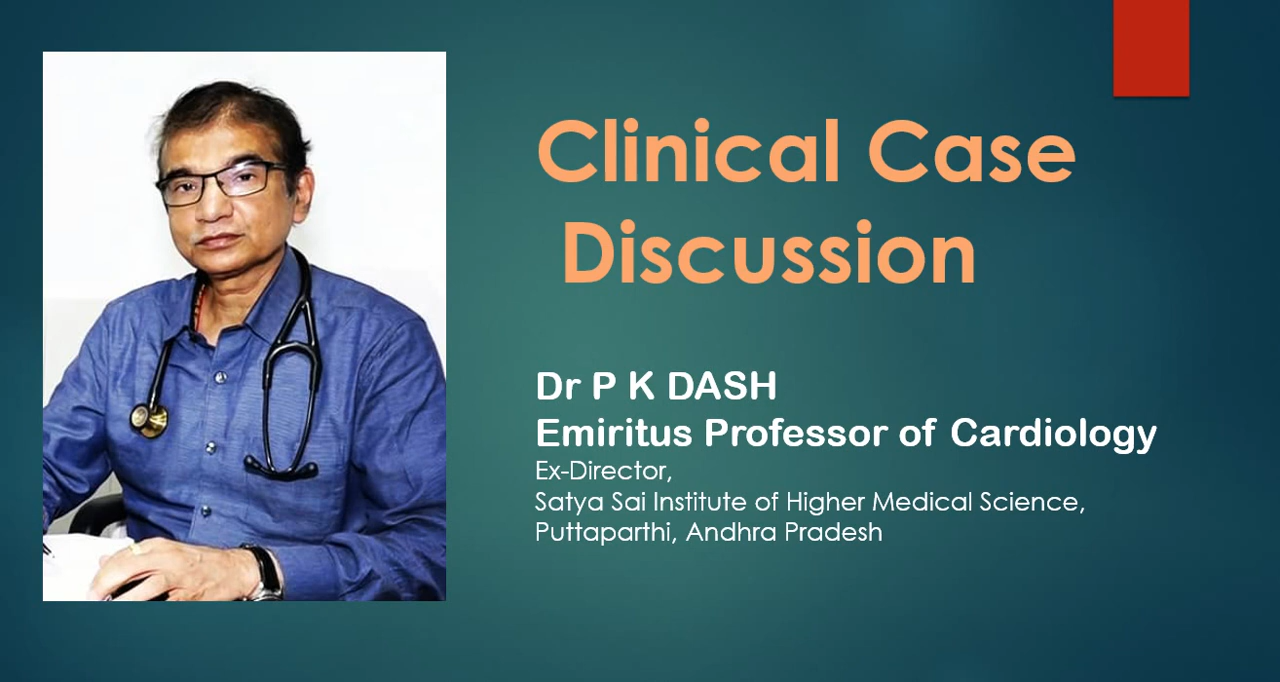 Clinical Case
Discussion
Dr P K DASH
Emiritus Professor of Cardiology
Ex-Director,
Satya Sai Institute of Higher Medical Science,
Puttaparthi, Andhra Pradesh